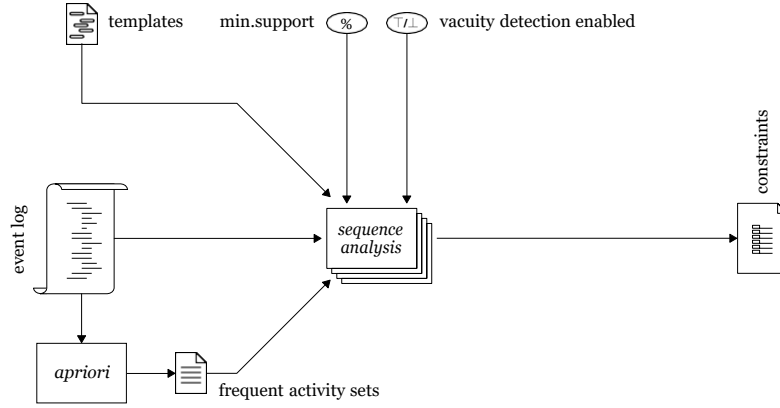 templates
min.support
%
⊤/⊥
vacuity detection enabled
constraints
event log
sequence
analysis
apriori
frequent activity sets